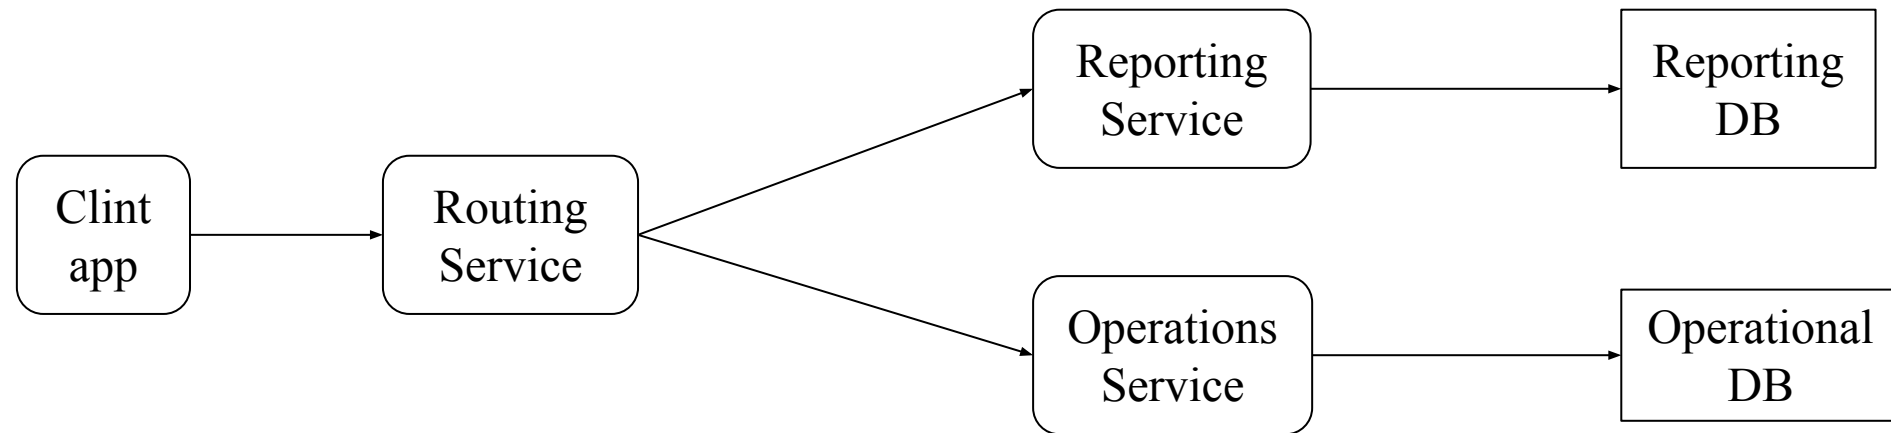 Clint
app
Routing
Service
Reporting
Service
Reporting
DB
Operations
Service
Operational
DB